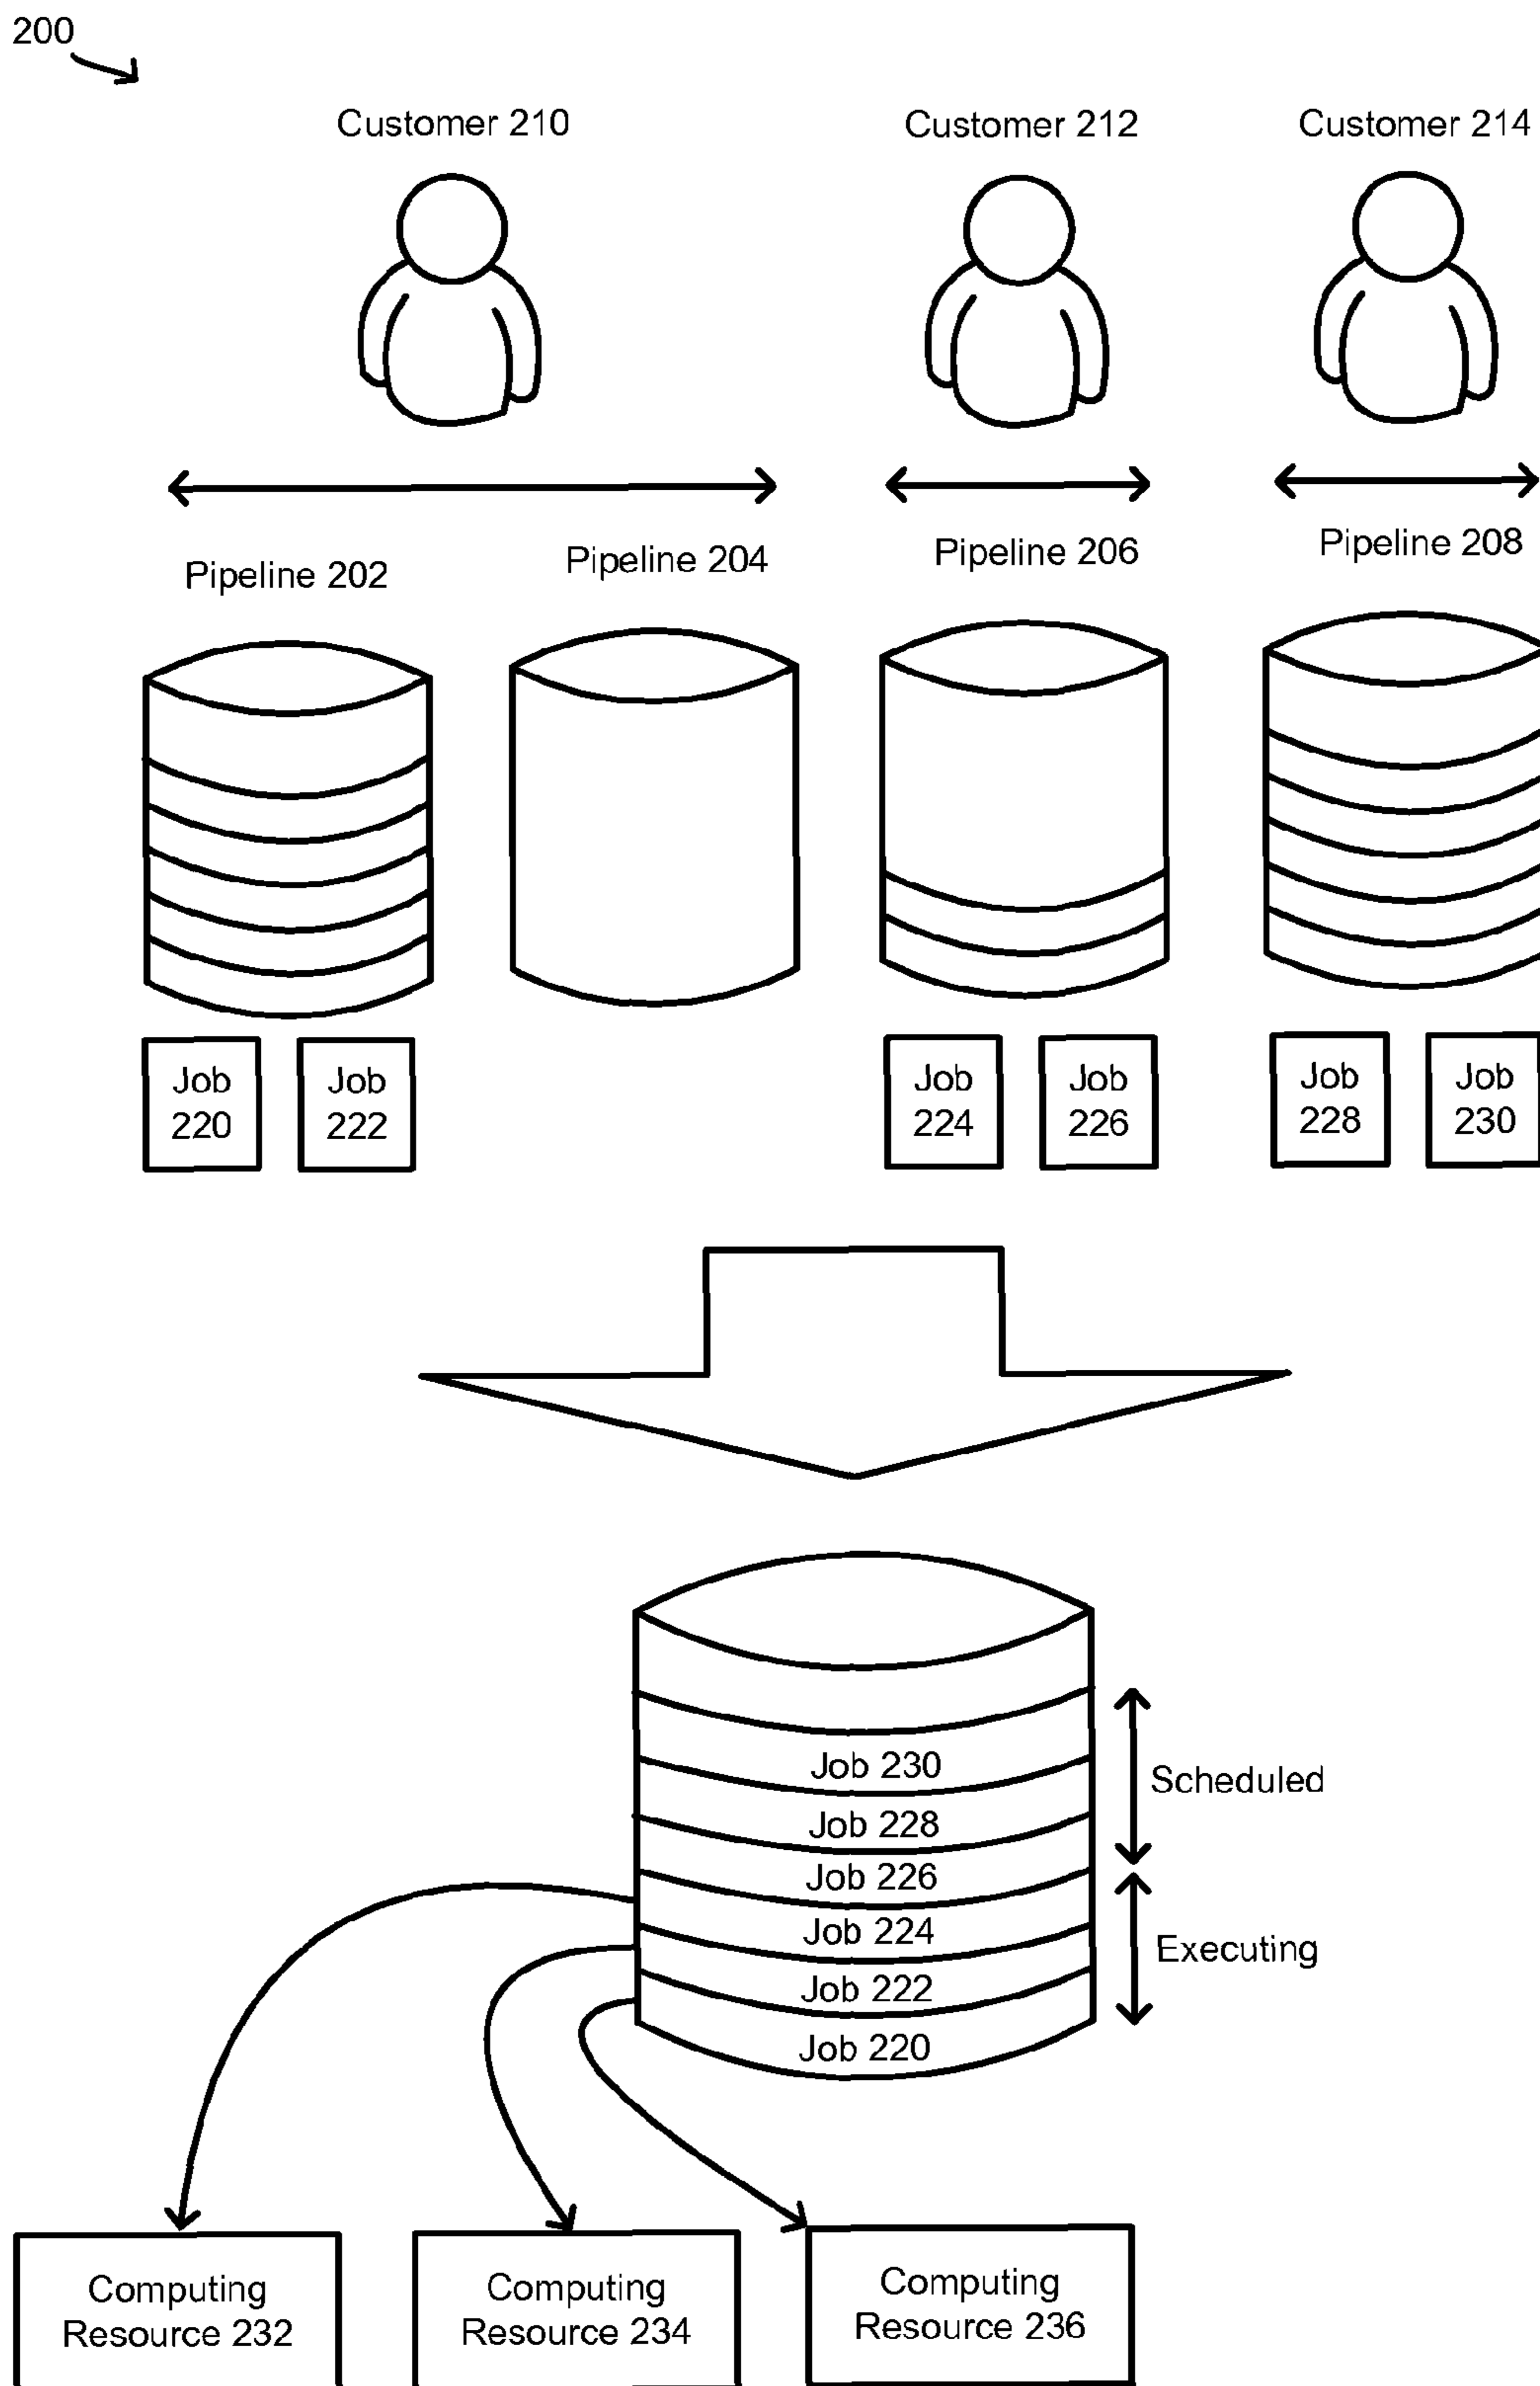 200
Customer 210
Customer 212
Customer 214
Pipeline 202
Pipeline 204
Pipeline 206
Pipeline 208
Job
220
Job
222
Job
224
Job
226
Job
228
Job
230
Job 230
Job 228
Job 226
Job 224
Job 222
Job 220
Scheduled
Executing
Computing
Resource 232
Computing
Resource 234
Computing
Resource 236